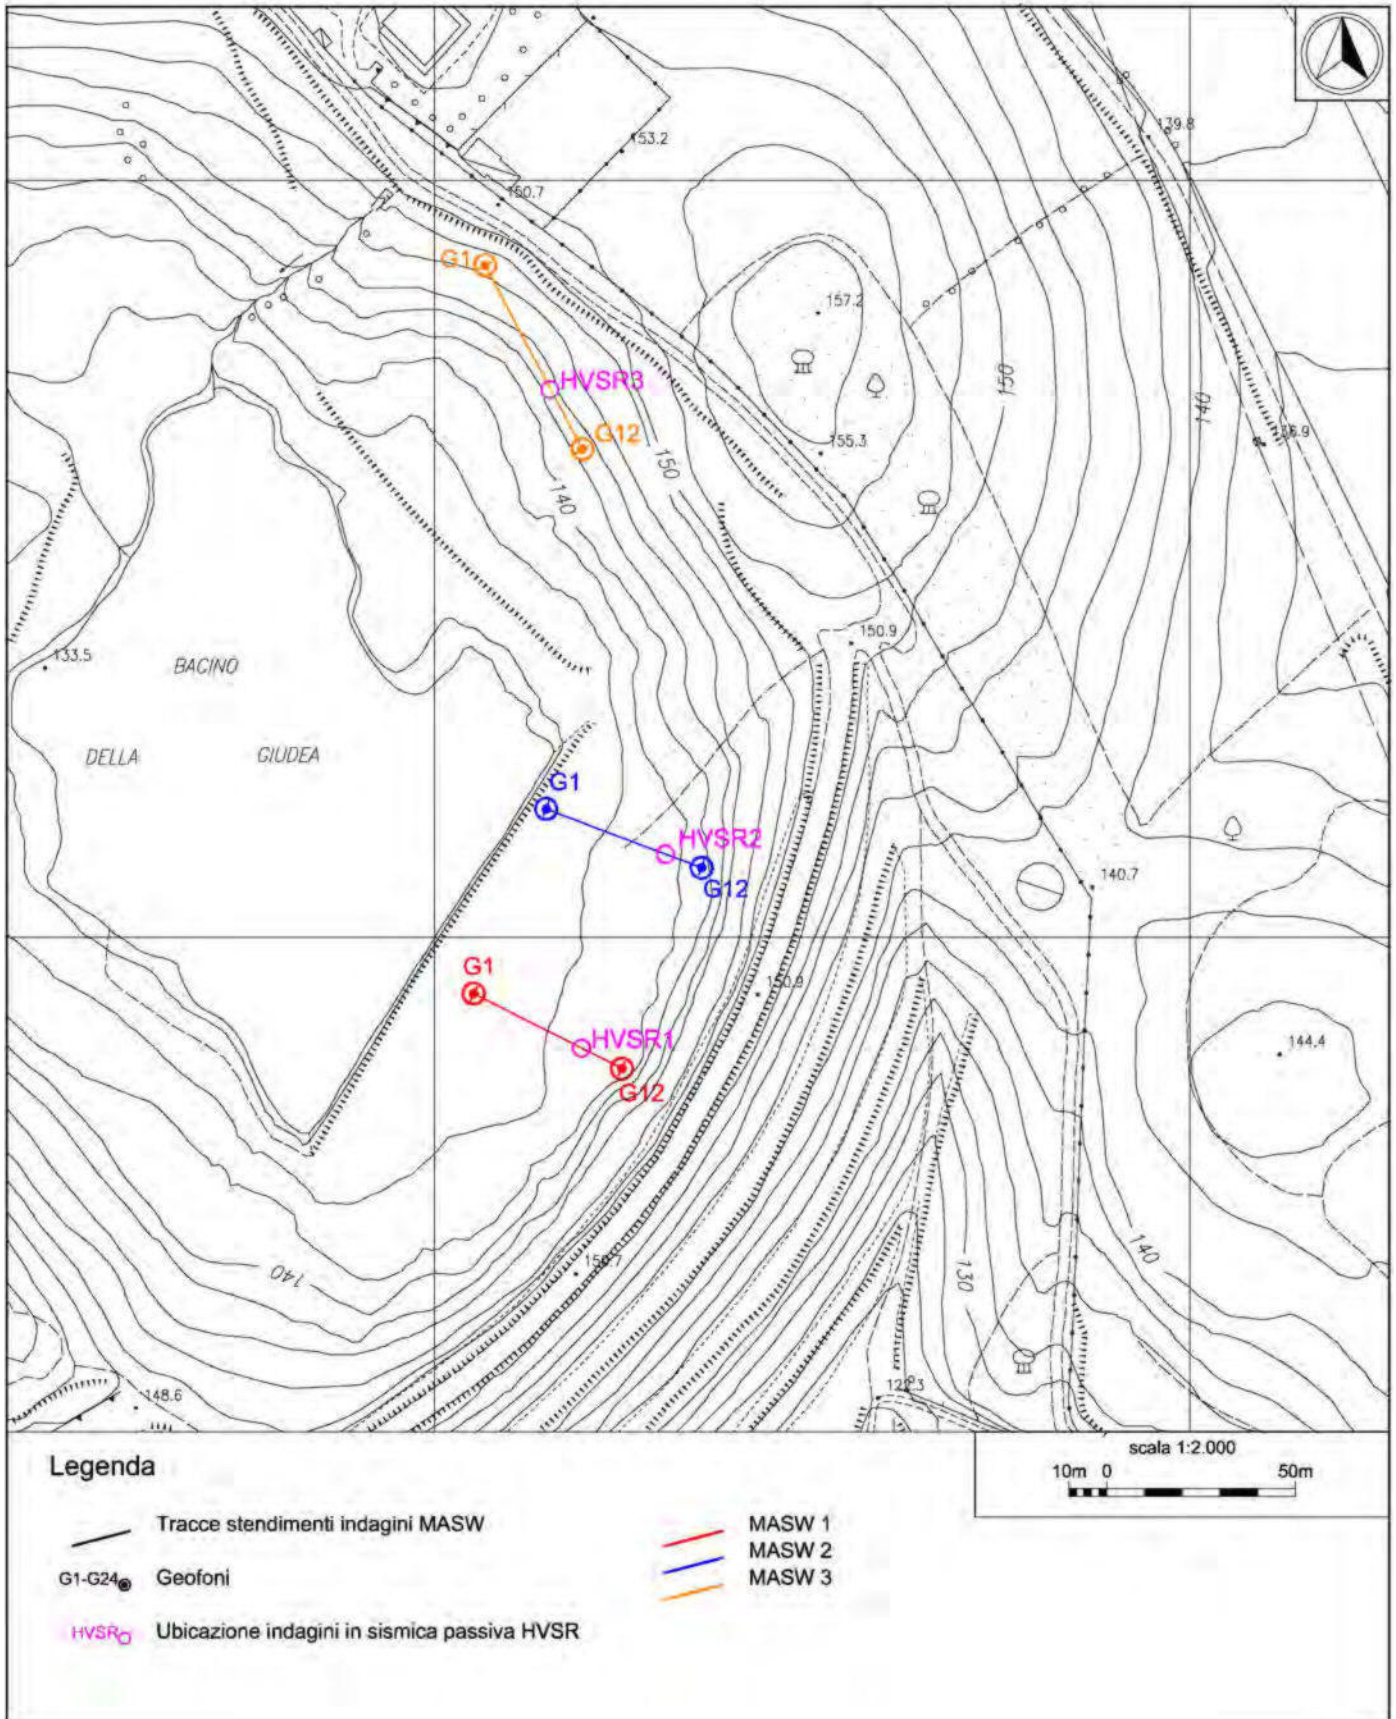 139.8
153.2
150.7
G1
157.2
HVSR3
150
140
G12
155.3
150
140
150.9
133.5
BACINO
DELLA
GIUDEA
G1
HVSR2
G12
140.7
G1
150.9
HVSR1
144.4
G12
140
140
130
148.6
Legenda
scala 1:2.000
10m 0 50m
Tracce stendimenti indagini MASW
MASW 1
MASW 2
G1-G24
Geofoni
MASW 3
HVSR
Ubicazione indagini in sismica passiva HVSR